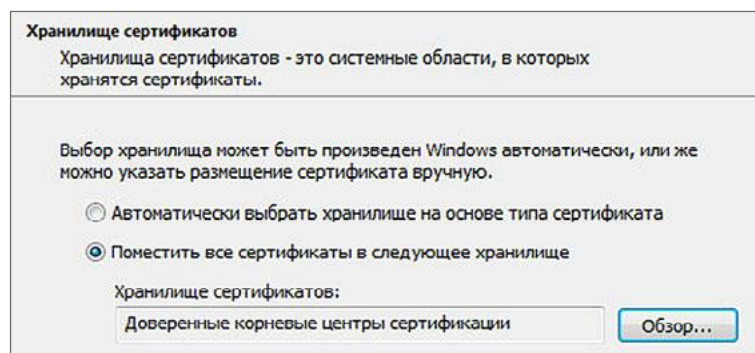 Хранилище сертификатов
Хранилища сертификатов - это системные области, в которых
хранятся сертификаты.
Выбор хранилища может быть произведен Windows автоматически, или же
можно указать размещение сертификата вручную.
Автоматически выбрать хранилище на основе типа сертификата
Поместить все сертификаты в следующее хранилище
Хранилище сертификатов:
Доверенные корневые центры сертификации
Обзор...